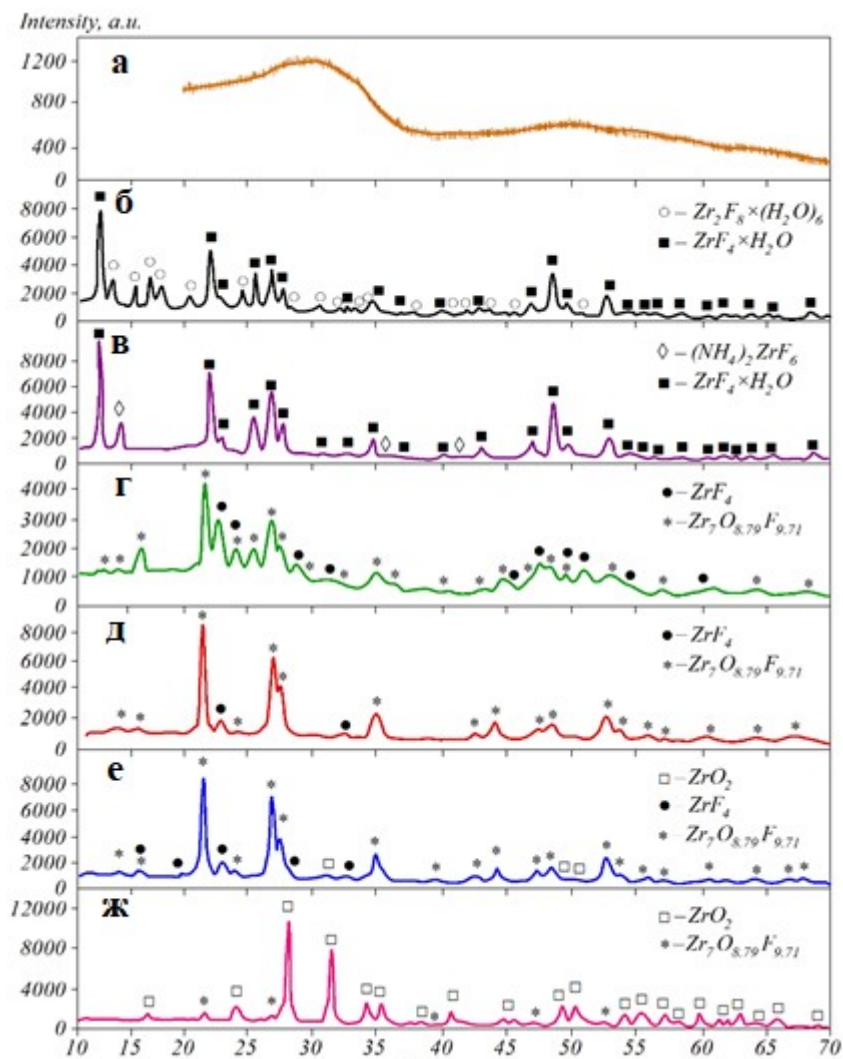 Intensity, a.u.
а
1200
800
400
0
б
8000
6000
4000
2000
0
○ – Zr₂F₈×(H₂O)₆
■ – ZrF₄×H₂O
в
8000
6000
4000
2000
0
◊ – (NH₄)₂ZrF₆
■ – ZrF₄×H₂O
г
4000
3000
2000
1000
0
● – ZrF₄
* – Zr₇O₈.₇₉F₉.₇₁
д
8000
6000
4000
2000
0
● – ZrF₄
* – Zr₇O₈.₇₉F₉.₇₁
е
8000
6000
4000
2000
0
□ – ZrO₂
● – ZrF₄
* – Zr₇O₈.₇₉F₉.₇₁
ж
12000
8000
4000
0
□ – ZrO₂
* – Zr₇O₈.₇₉F₉.₇₁
10 15 20 25 30 35 40 45 50 55 60 65 70